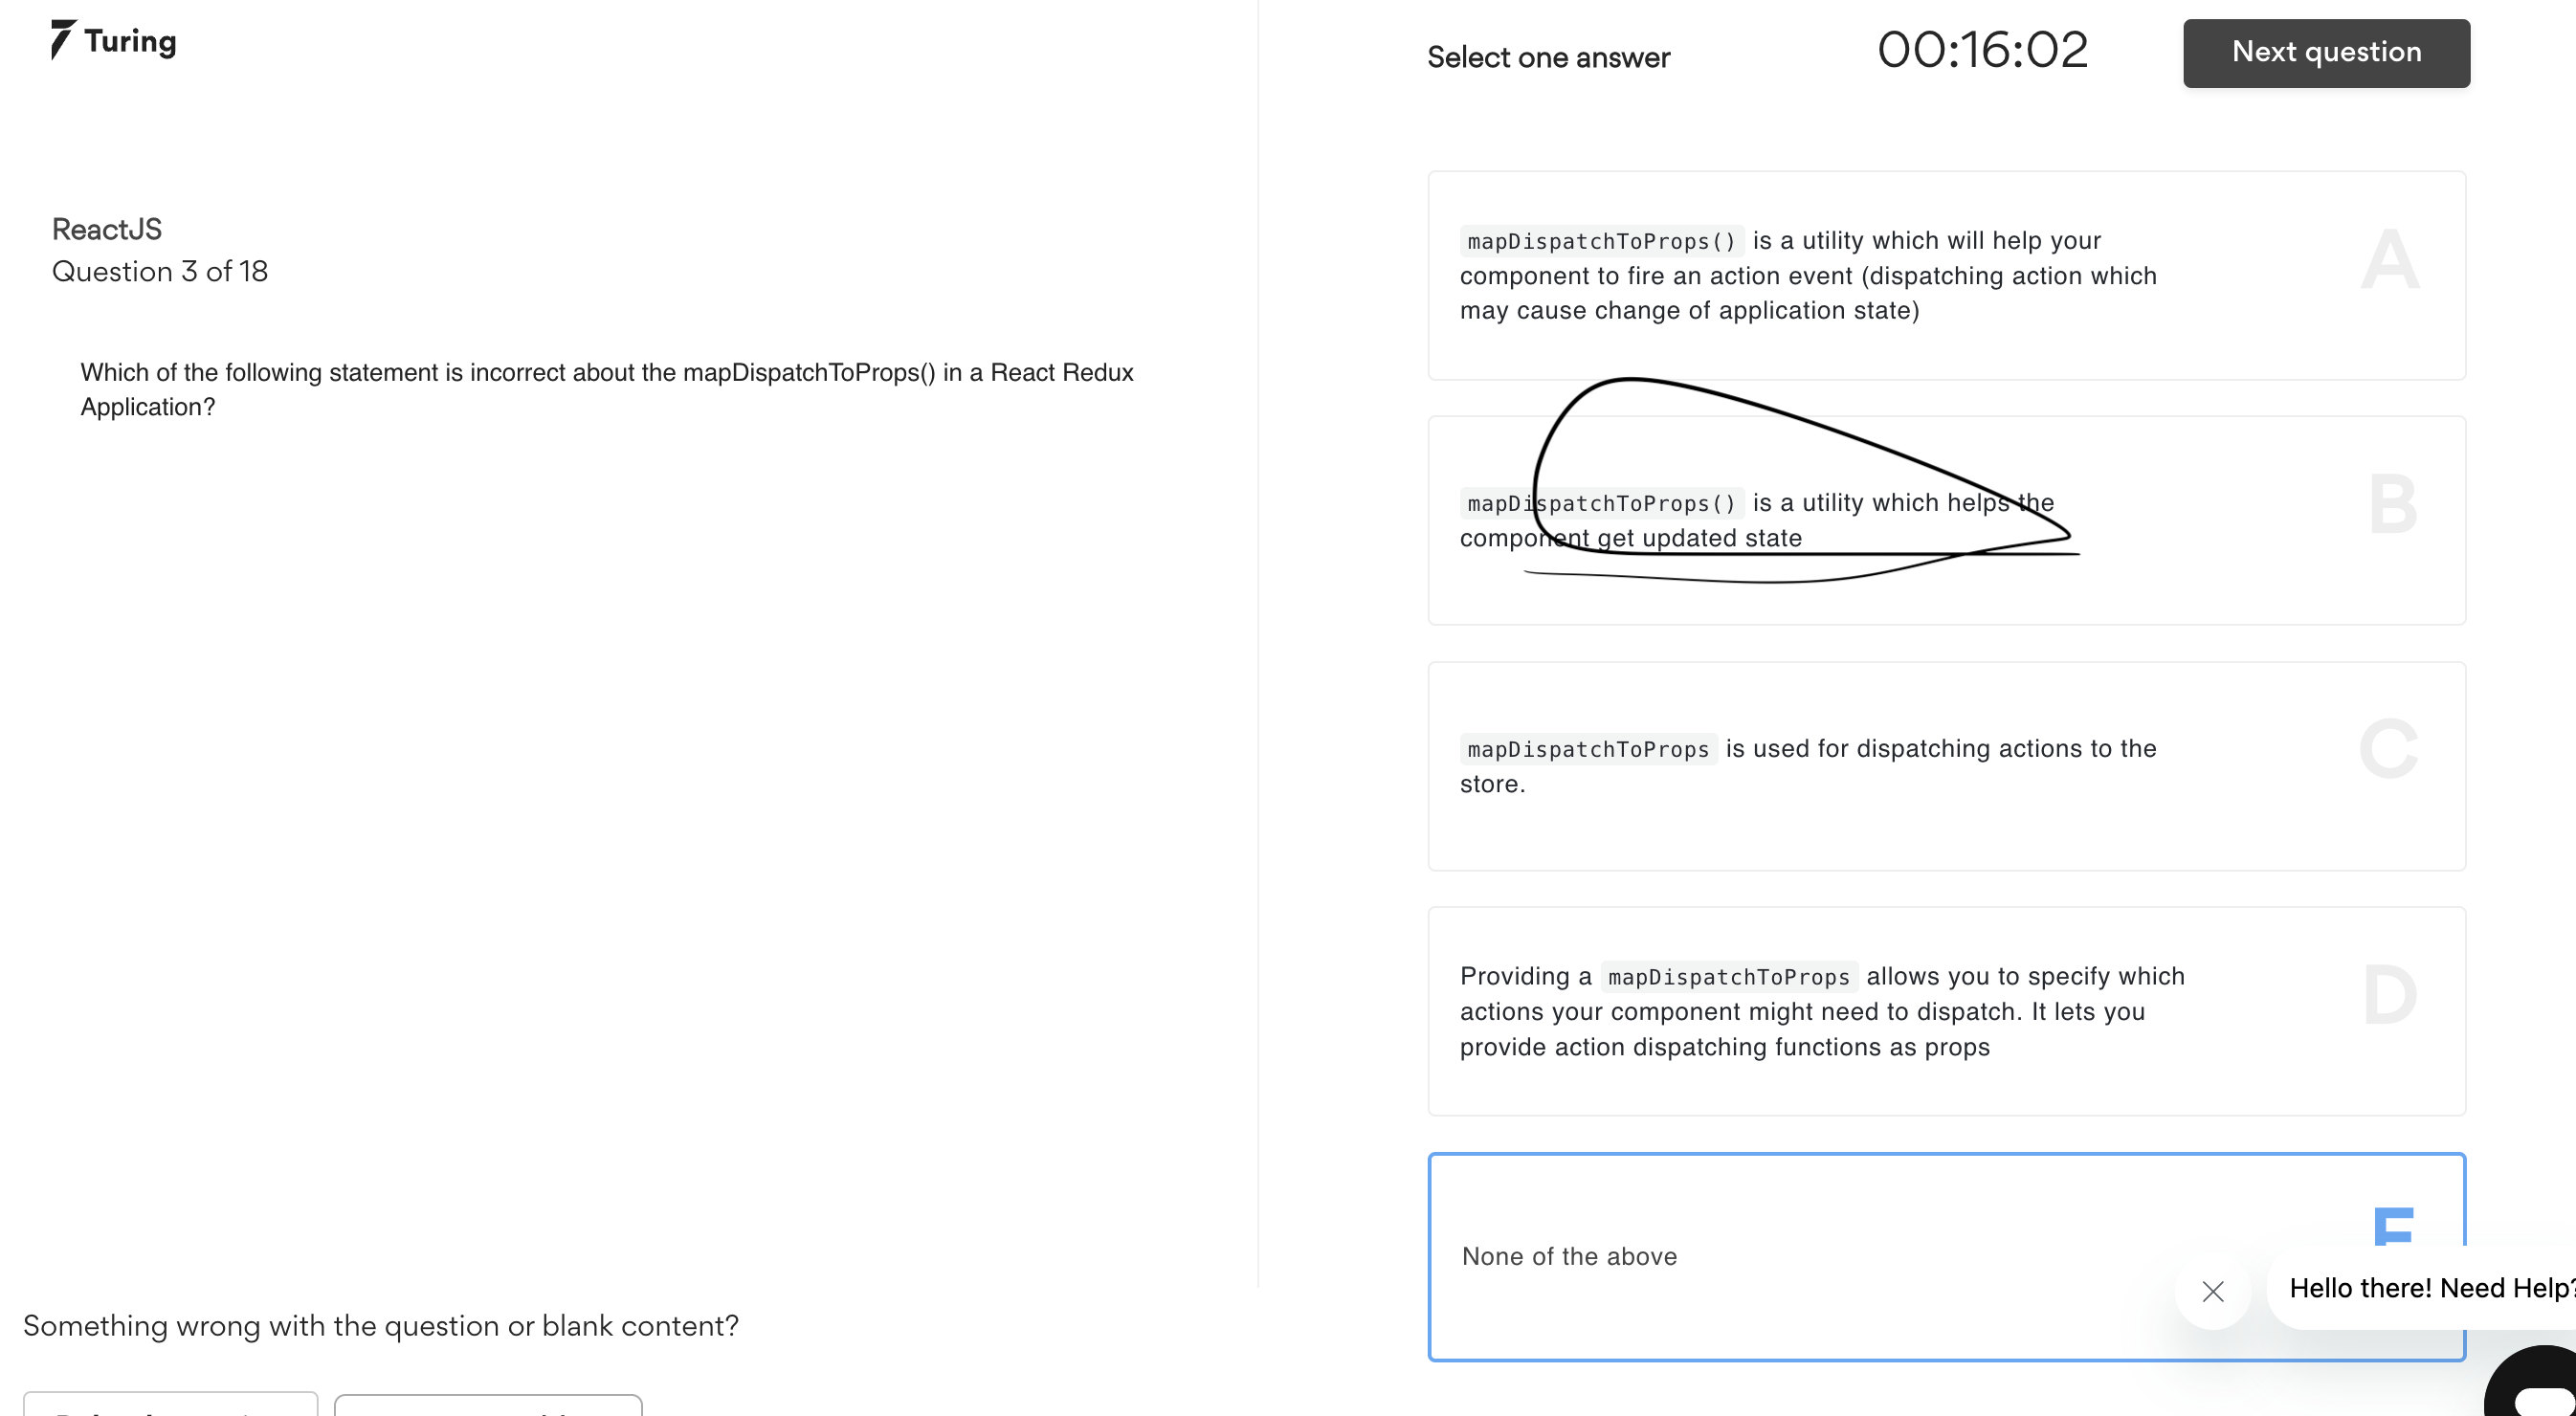 Turing
Select one answer
00:16:02
Next question
ReactJS
Question 3 of 18
Which of the following statement is incorrect about the mapDispatchToProps() in a React Redux
Application?
mapDispatchToProps() is a utility which will help your
component to fire an action event (dispatching action which
may cause change of application state)
A
mapDispatchToProps() is a utility which helps the
component get updated state
B
mapDispatchToProps is used for dispatching actions to the
store.
C
Providing a mapDispatchToProps allows you to specify which
actions your component might need to dispatch. It lets you
provide action dispatching functions as props
D
None of the above
E
Hello there! Need Help?
Something wrong with the question or blank content?